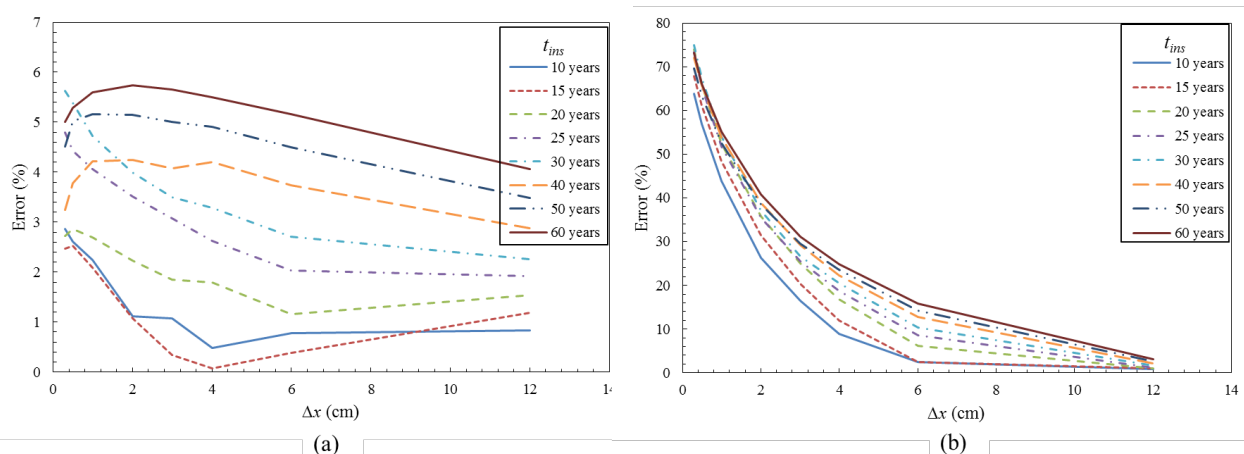 7
6
5
4
3
2
1
0
Error (%)
0 2 4 6 8 10 12 14
Δx (cm)
t_ins
10 years
15 years
20 years
25 years
30 years
40 years
50 years
60 years
(a)
80
70
60
50
40
30
20
10
0
Error (%)
0 2 4 6 8 10 12 14
Δx (cm)
t_ins
10 years
15 years
20 years
25 years
30 years
40 years
50 years
60 years
(b)